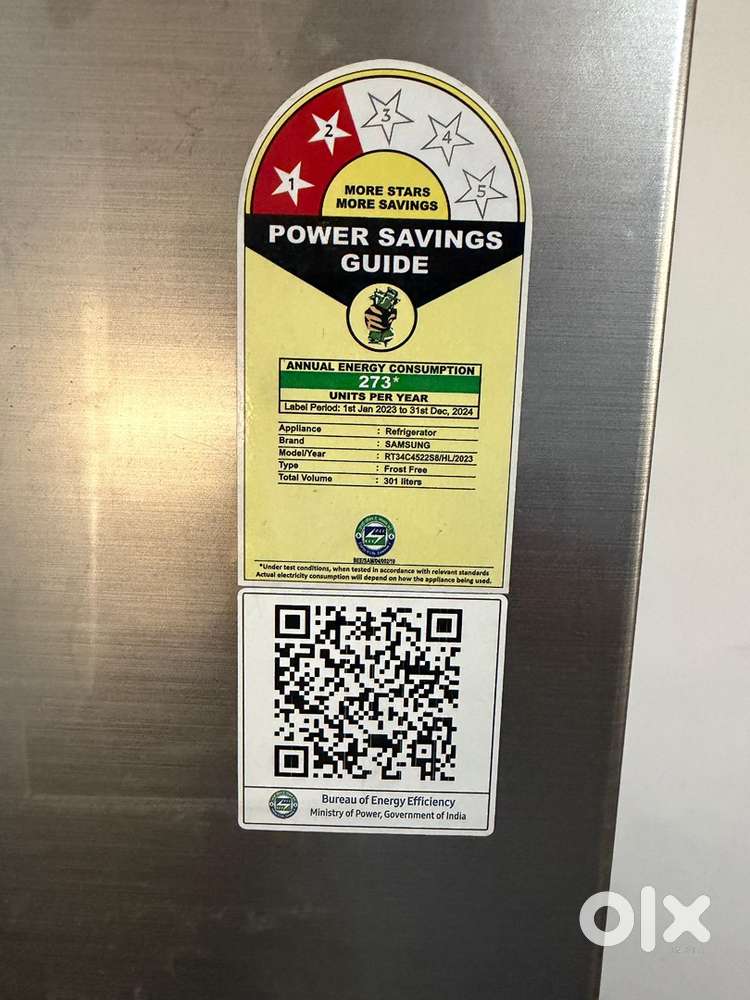 1
2
3
4
5
MORE STARS
MORE SAVINGS
POWER SAVINGS
GUIDE
ANNUAL ENERGY CONSUMPTION
273*
UNITS PER YEAR
Label Period: 1st Jan 2023 to 31st Dec, 2024
Appliance : Refrigerator
Brand : SAMSUNG
Model/Year : RT34C4522S8/HL/2023
Type : Frost Free
Total Volume : 301 liters
*Under test conditions, when tested in accordance with relevant standards
Actual electricity consumption will depend on how the appliance being used.
Bureau of Energy Efficiency
Ministry of Power, Government of India
olx